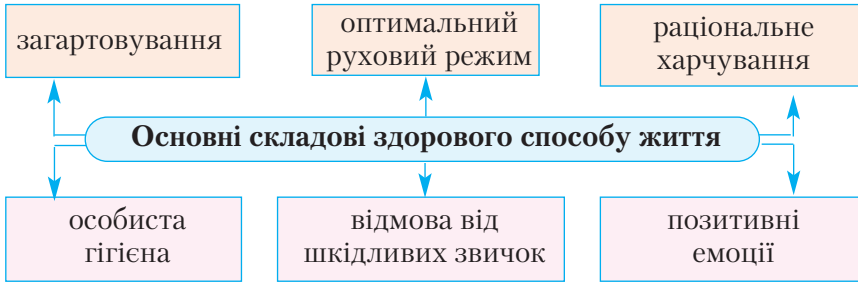 загартовування
оптимальний
руховий режим
раціональне
харчування
Основні складові здорового способу життя
особиста
гігієна
відмова від
шкідливих звичок
позитивні
емоції